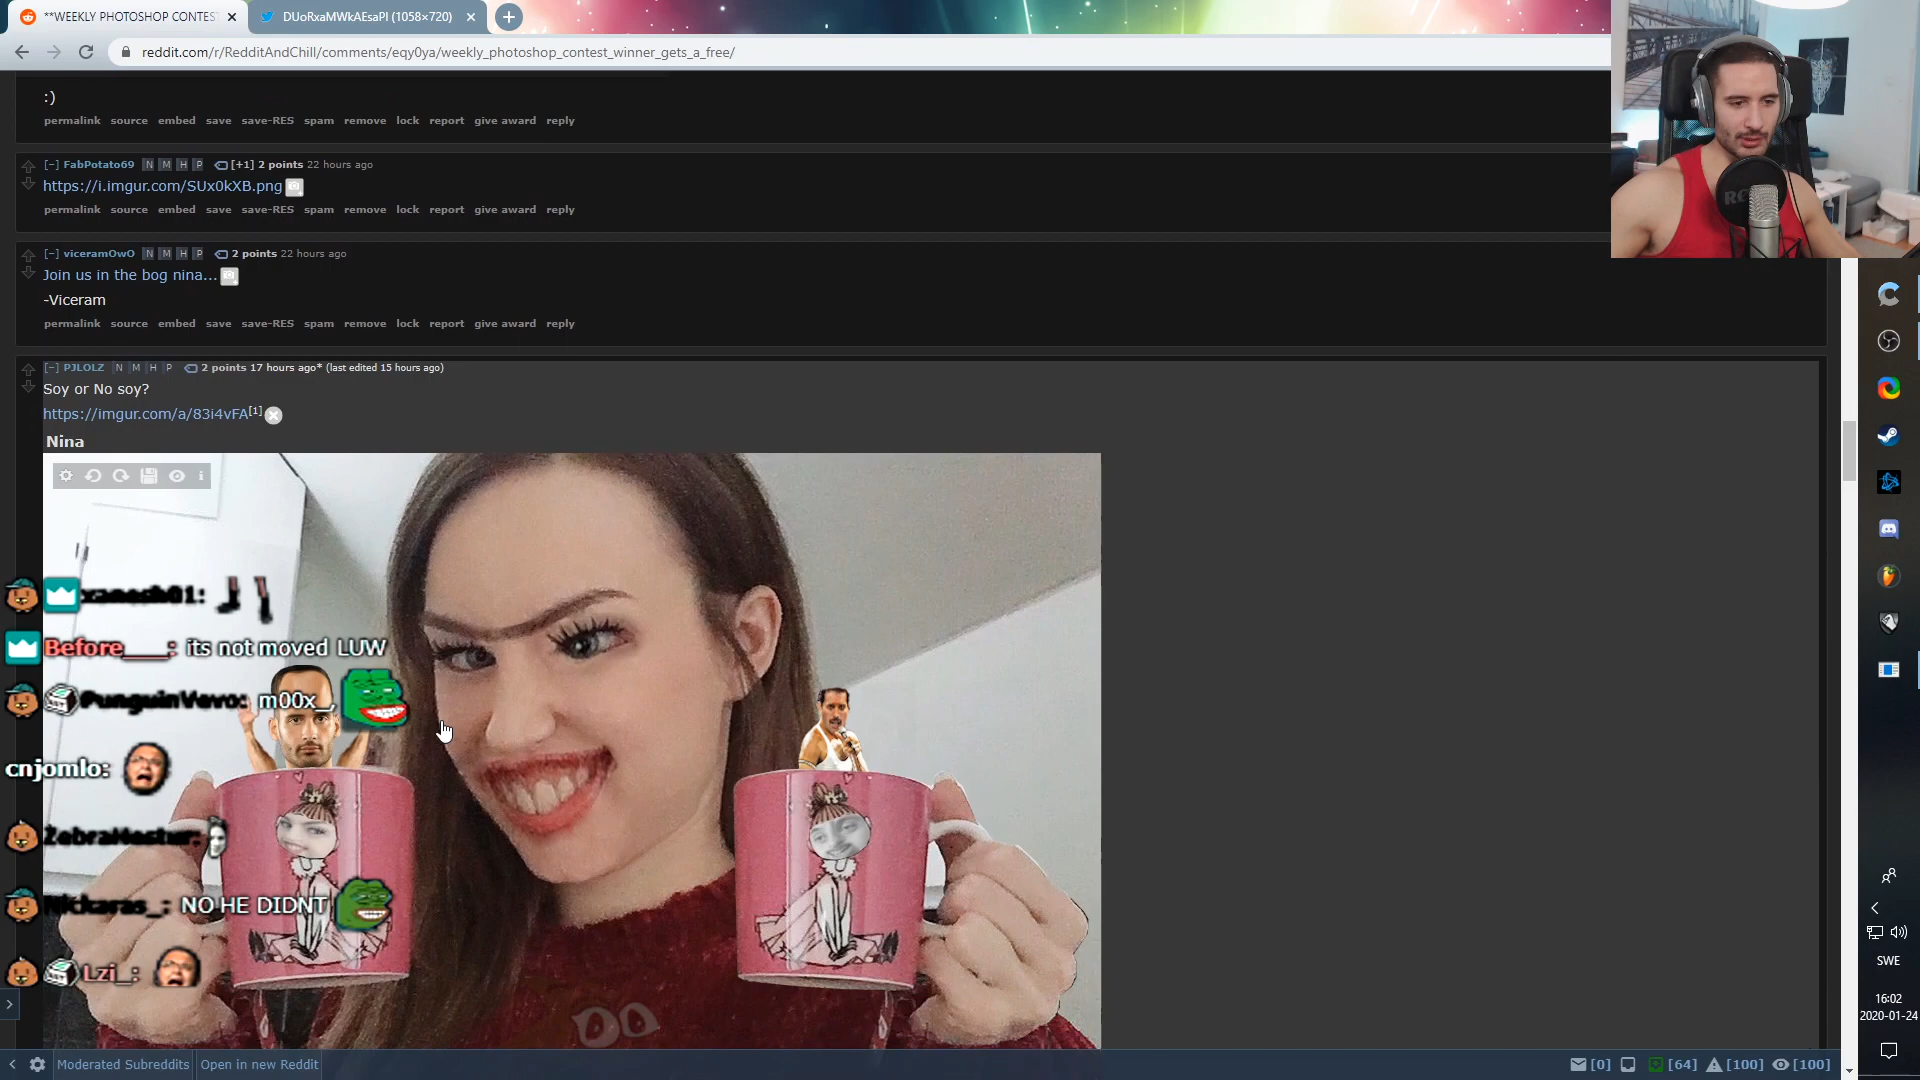 **WEEKLY PHOTOSHOP CONTEST
DUoRxaMWkAEsaPI (1058×720)
reddit.com/r/RedditAndChill/comments/eqy0ya/weekly_photoshop_contest_winner_gets_a_free/
:)
permalink source embed save save-RES spam remove lock report give award reply
[-] FabPotato69 N M H P [+1] 2 points 22 hours ago
https://i.imgur.com/SUx0kXB.png
permalink source embed save save-RES spam remove lock report give award reply
[-] viceramOwO N M H P 2 points 22 hours ago
Join us in the bog nina...
-Viceram
permalink source embed save save-RES spam remove lock report give award reply
[-] PJLOLZ N M H P 2 points 17 hours ago* (last edited 15 hours ago)
Soy or No soy?
https://imgur.com/a/83i4vFA[1]
Nina
Before___: its not moved LUW
PunguinVevo: m00x_,
cnjomlo:
NO HE DIDNT
Lzi_:
Moderated Subreddits
Open in new Reddit
[0] [64] [100] [100]
SWE
16:02
2020-01-24